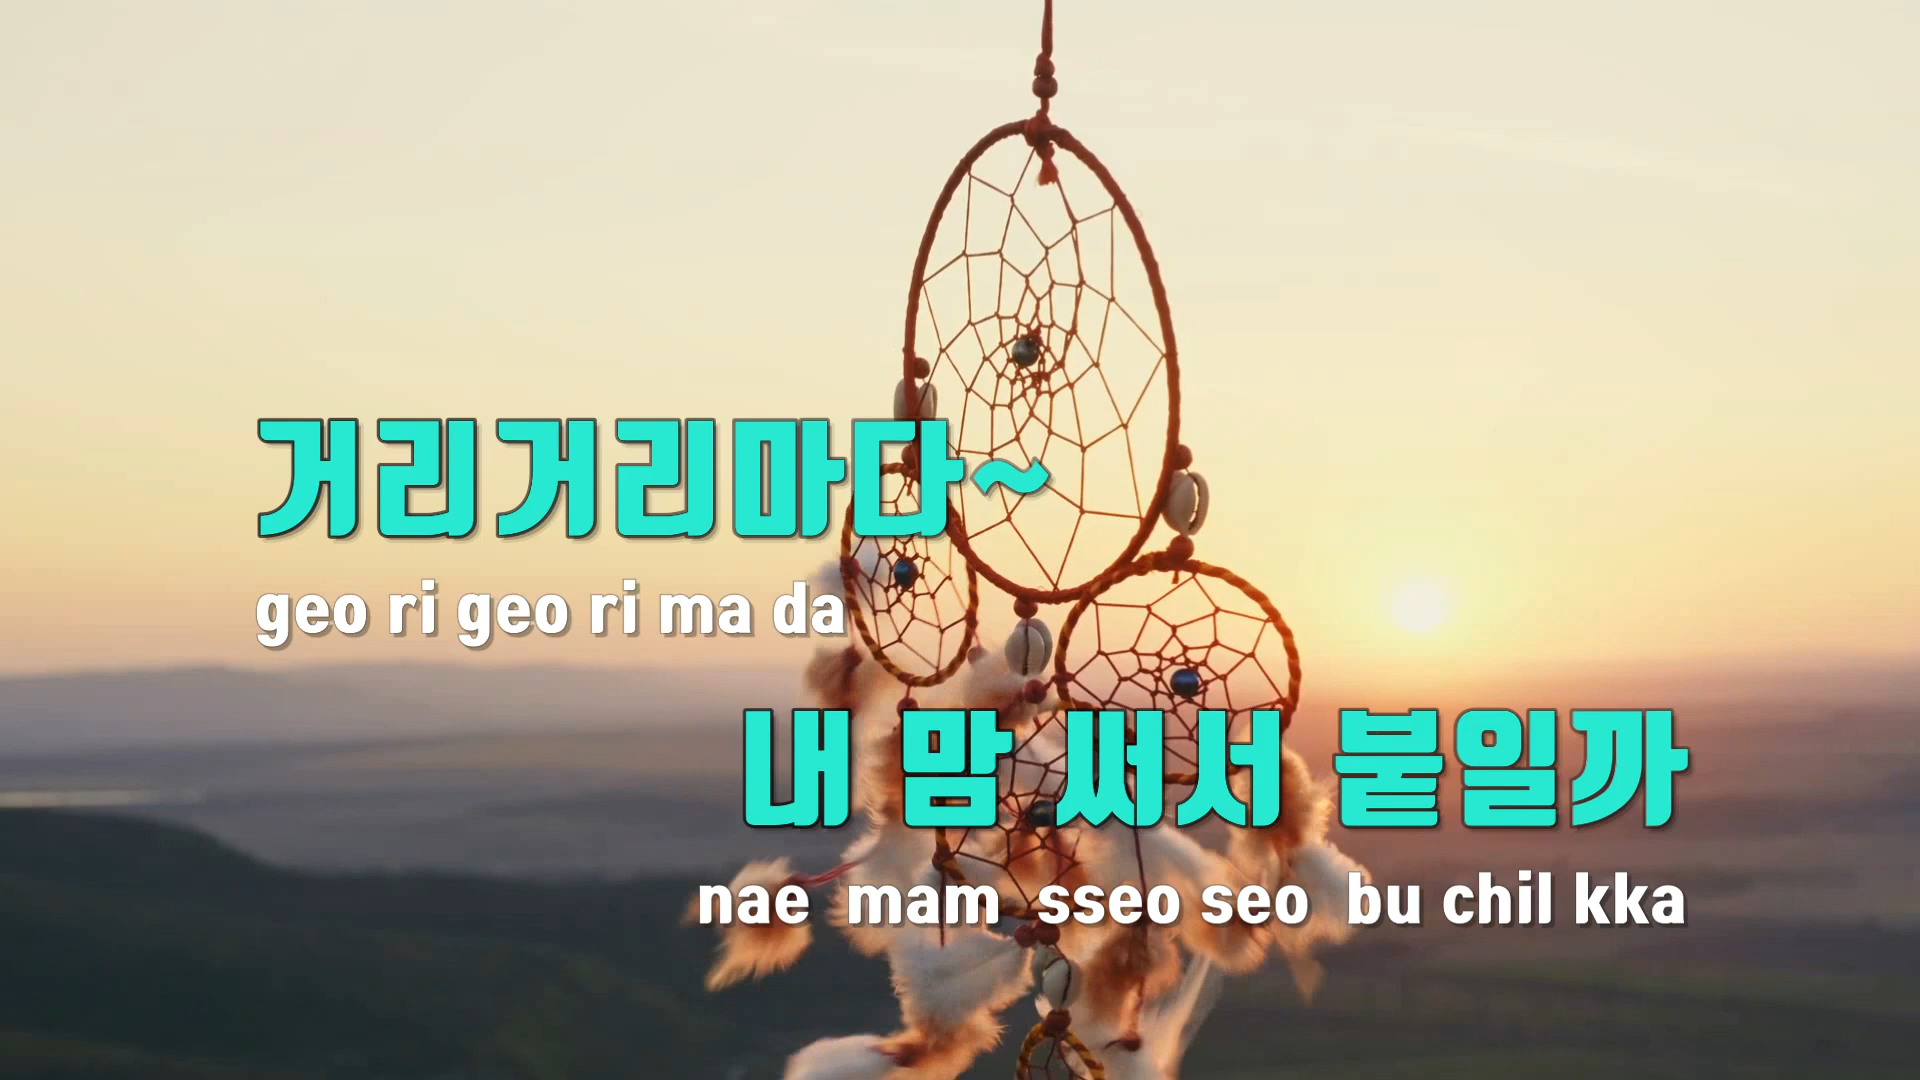 거리거리마다~
geo ri geo ri ma da
내 맘 써서 붙일까
nae mam sseo seo bu chil kka